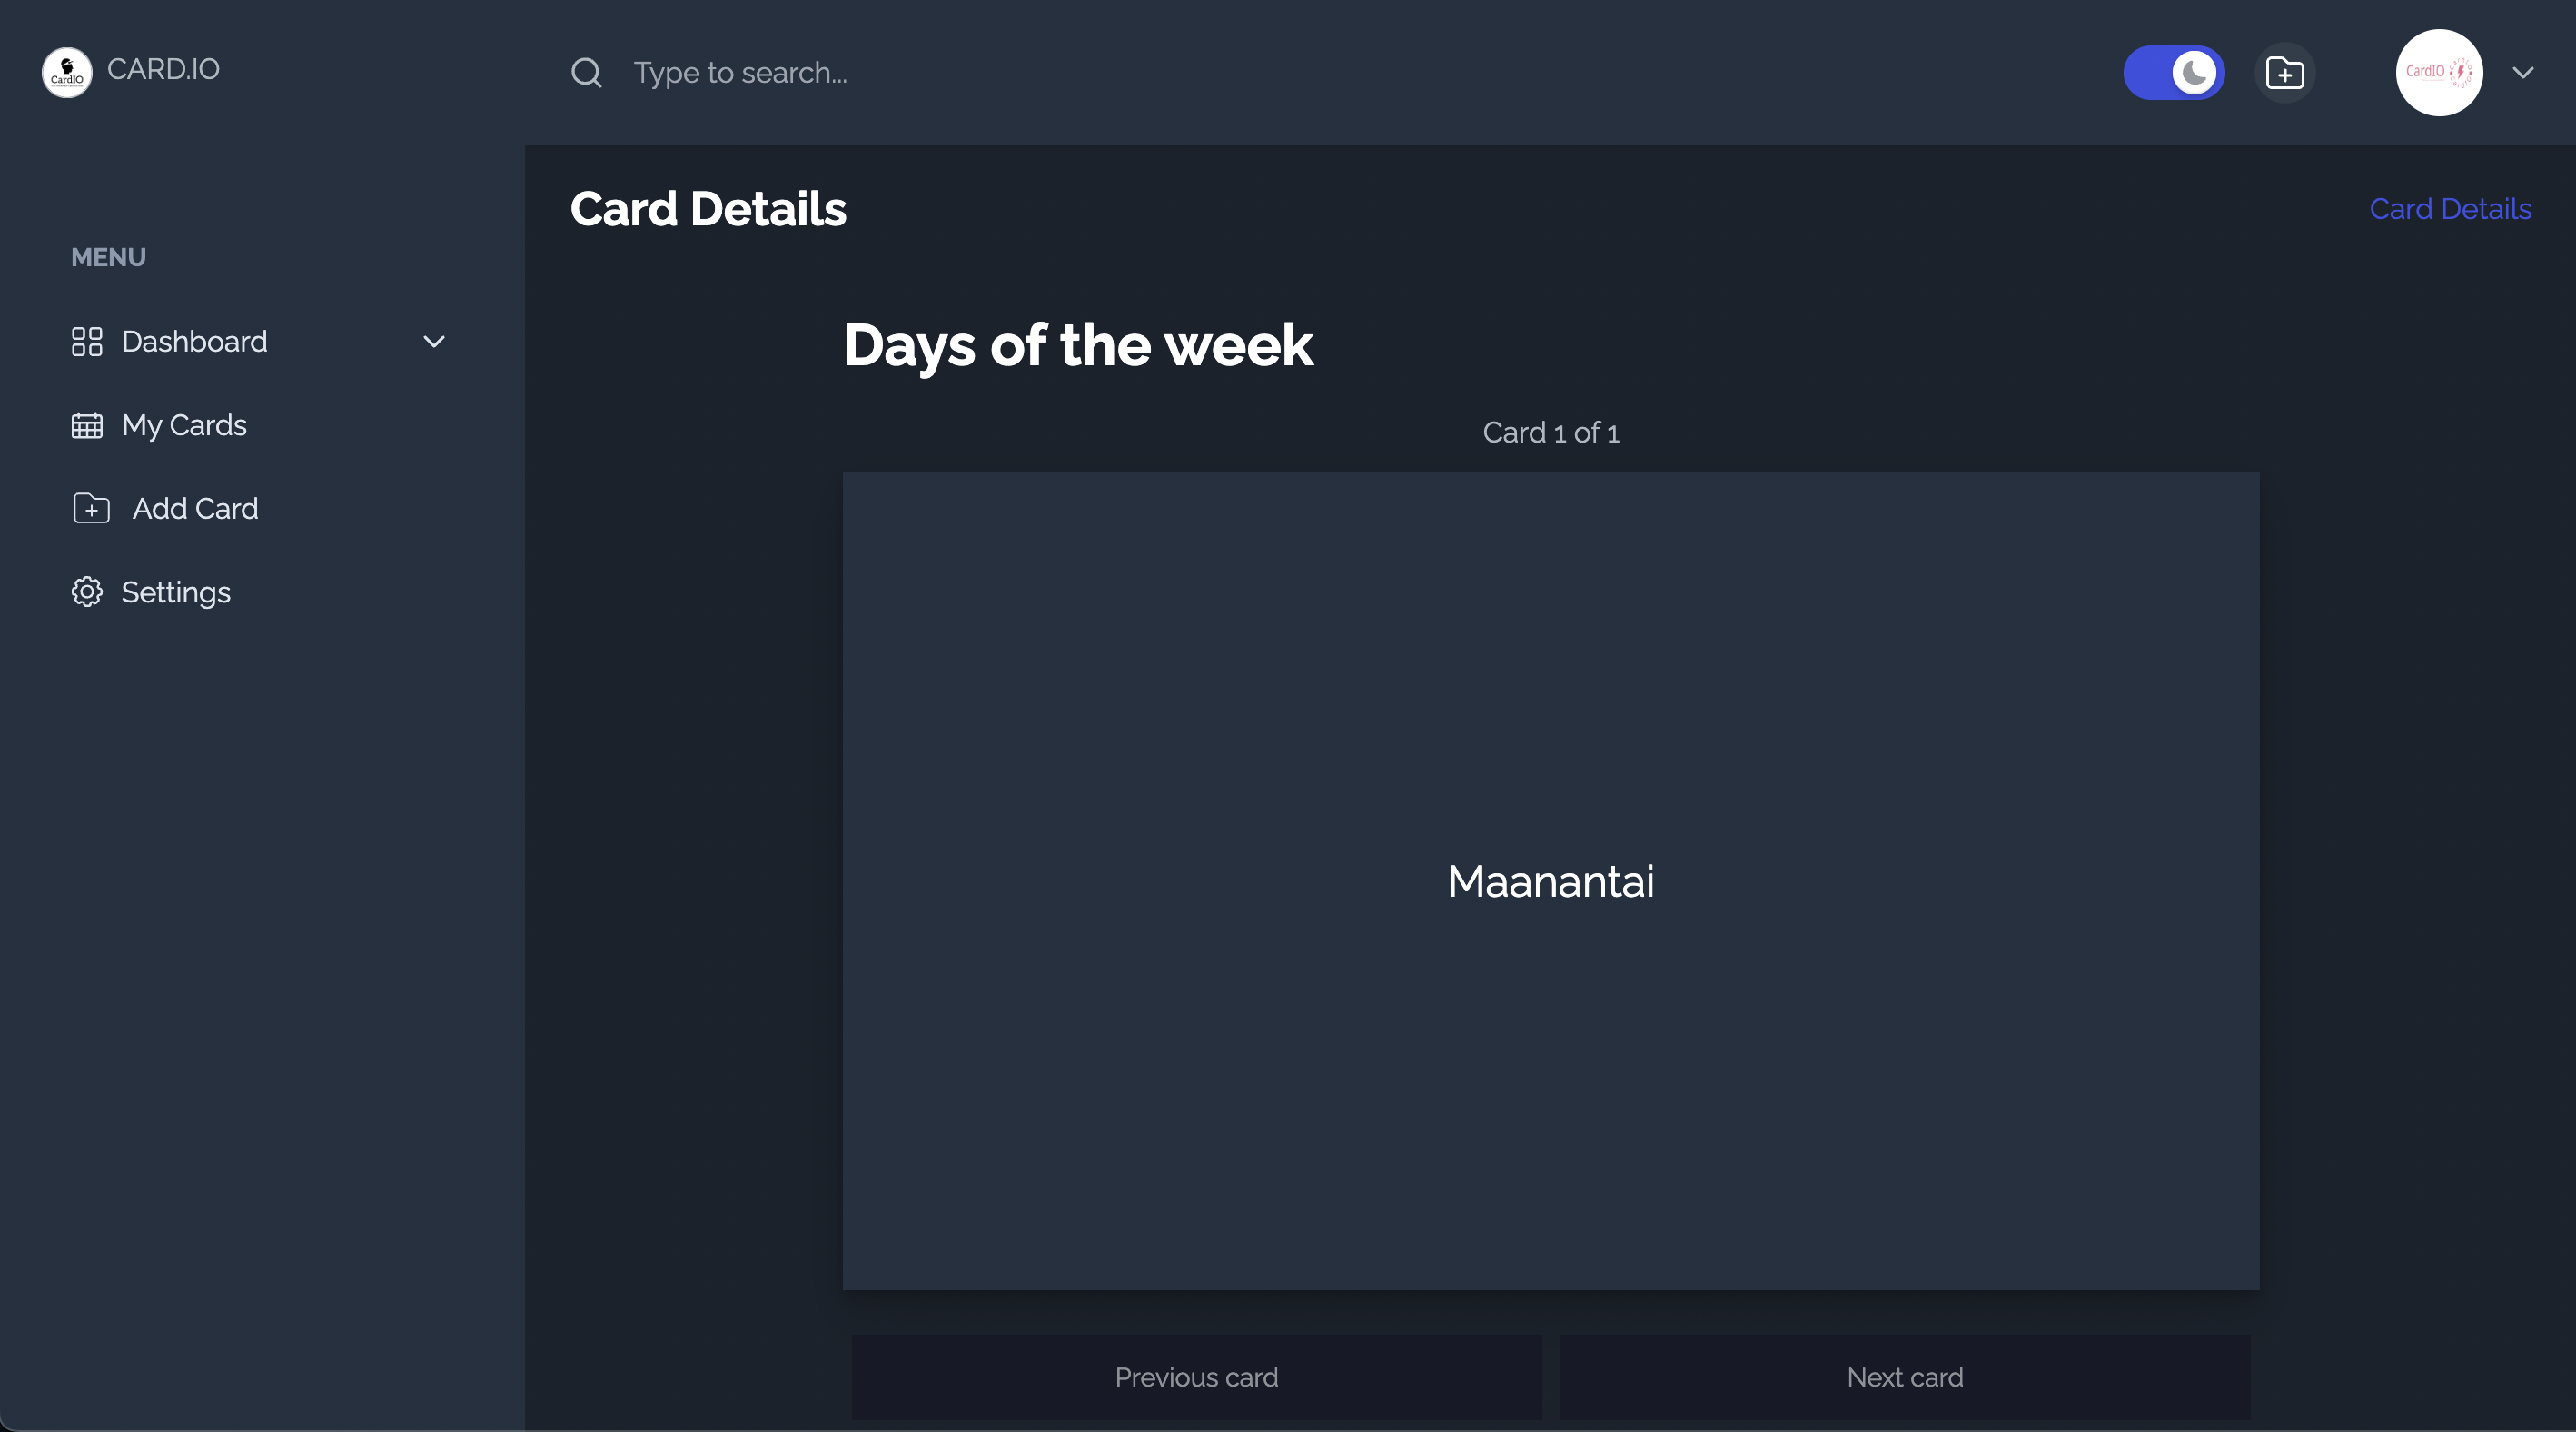 CardIO
CARD.IO
Type to search...
CardIO
Card Details
Card Details
MENU
Dashboard
My Cards
Add Card
Settings
Days of the week
Card 1 of 1
Maanantai
Previous card
Next card